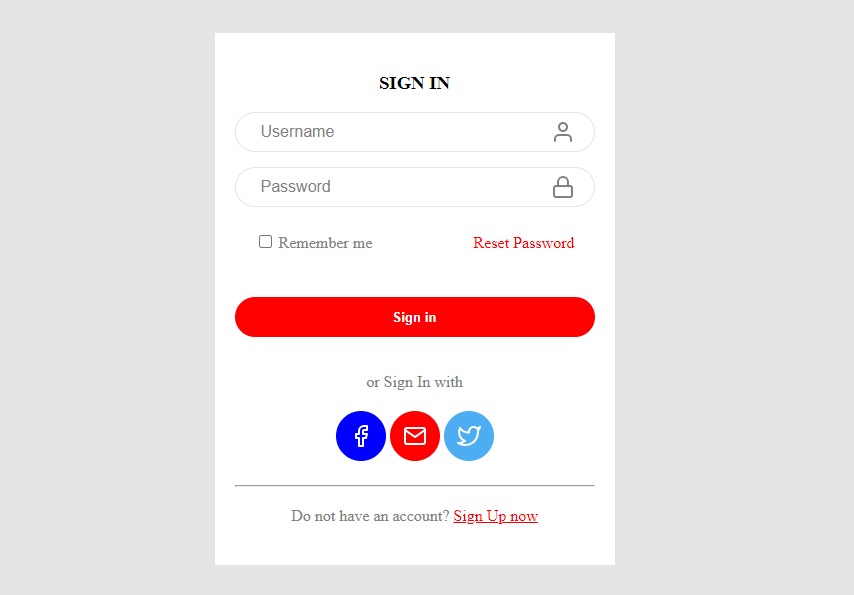 SIGN IN
Username
Password
Remember me Reset Password
Sign in
or Sign In with
Do not have an account? Sign Up now